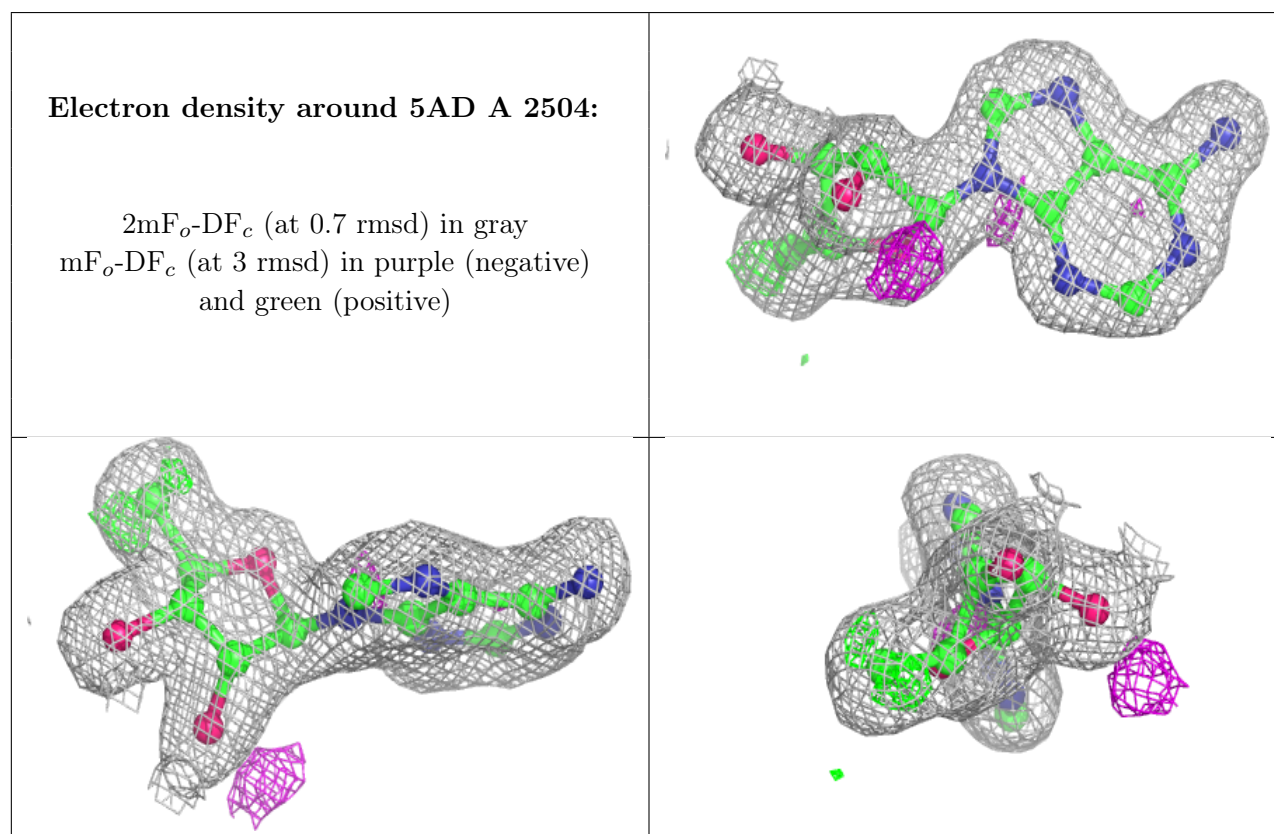 Electron density around 5AD A 2504:
2mFₒ-DF𝑐 (at 0.7 rmsd) in gray
mFₒ-DF𝑐 (at 3 rmsd) in purple (negative)
and green (positive)